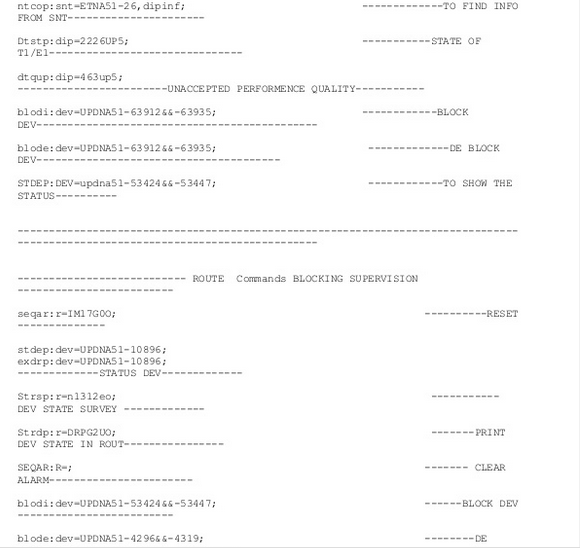 ntcop:snt=ETNA51-26,dipinf; ------------TO FIND INFO
FROM SNT---------------------
Dtstp:dip=2226UP5; -----------STATE OF
T1/E1------------------------------
dtqup:dip=463up5;
-----------------------UNACCEPTED PERFORMENCE QUALITY-----------
blodi:dev=UPDNA51-63912&&-63935; ------------BLOCK
DEV---------------------------------------------
blode:dev=UPDNA51-63912&&-63935; -------------DE BLOCK
DEV---------------------------------------
STDEP:DEV=updna51-53424&&-53447; ------------TO SHOW THE
STATUS----------
--------------------------------------------------------------------------------
------------------------------------------------
--------------------------- ROUTE  Commands BLOCKING SUPERVISION
-------------------------
seqar:r=IM17G0O; ----------RESET
--------------
stdep:dev=UPDNA51-10896;
exdrp:dev=UPDNA51-10896;
-------------STATUS DEV-------------
Strsp:r=n1312eo; -----------
DEV STATE SURVEY -------------
Strdp:r=DRPG2UO; -------PRINT
DEV STATE IN ROUT----------------
SEQAR:R=; ------- CLEAR
ALARM-----------------------
blodi:dev=UPDNA51-53424&&-53447; ------BLOCK DEV
-------------------------
blode:dev=UPDNA51-4296&&-4319; --------DE